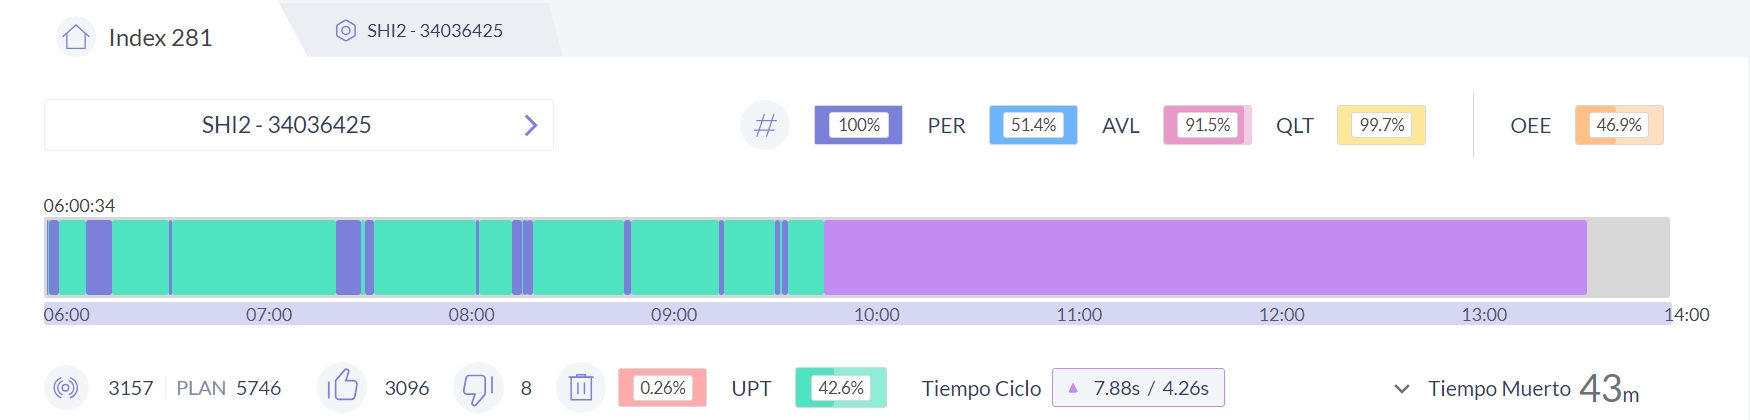 Index 281
SHI2 - 34036425
SHI2 - 34036425
# 100% PER 51.4% AVL 91.5% QLT 99.7% OEE 46.9%
06:00:34
06:00 07:00 08:00 09:00 10:00 11:00 12:00 13:00 14:00
3157 PLAN 5746 3096 8 0.26% UPT 42.6% Tiempo Ciclo 7.88s / 4.26s Tiempo Muerto 43m